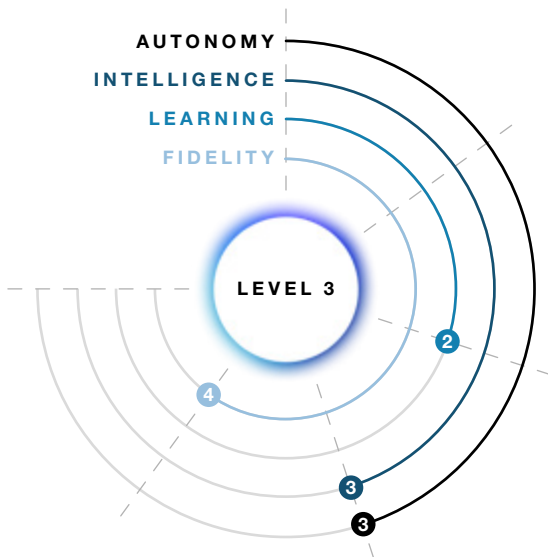 AUTONOMY
INTELLIGENCE
LEARNING
FIDELITY
LEVEL 3
2
4
3
3